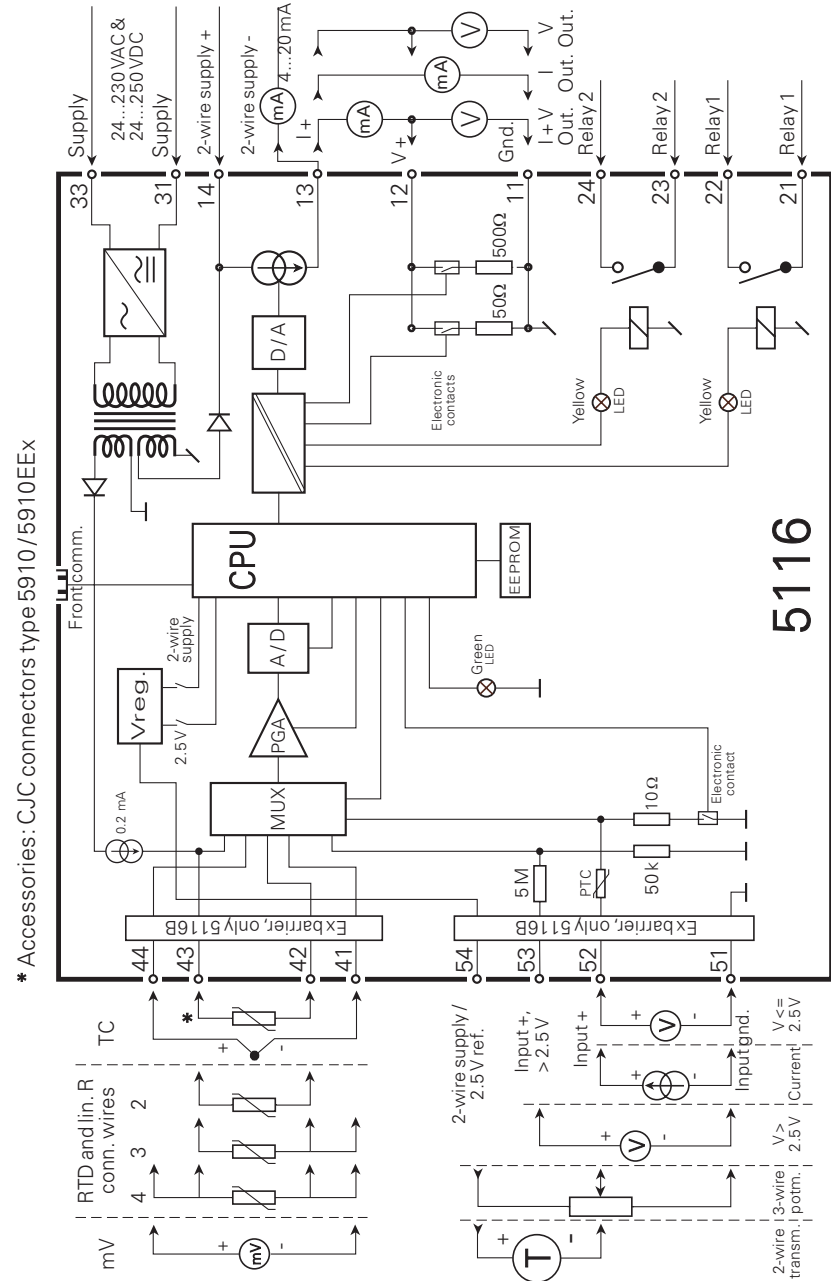 * Accessories: CJC connectors type 5910 / 5910EEx
Front comm.
Supply
24...230 VAC &
24...250 VDC
Supply
2-wire supply +
2-wire supply -
4...20 mA
mA
I+
V+
Gnd.
mA
V
I+V
Out.
mA
I
Out.
V
V
Out.
Relay 2
Relay 2
Relay 1
Relay 1
33
31
14
13
12
11
24
23
22
21
D/A
50Ω
500Ω
Electronic
contacts
Yellow
LED
Yellow
LED
CPU
EEPROM
5116
Vreg.
2.5 V
2-wire
supply
A/D
PGA
MUX
Green
LED
0.2 mA
5 M
PTC
50 k
10Ω
Electronic
contact
Ex barrier, only 5116B
Ex barrier, only 5116B
44
43
42
41
54
53
52
51
TC
+
-
*
RTD and lin. R
conn. wires
2
3
4
mV
+
mV
-
2-wire supply /
2.5 V ref.
Input +,
> 2.5 V
Input +
Input gnd.
+
T
-
2-wire
transm.
3-wire
potm.
+
V
-
V>
2.5 V
+
-
Current
+
V
-
V <=
2.5 V